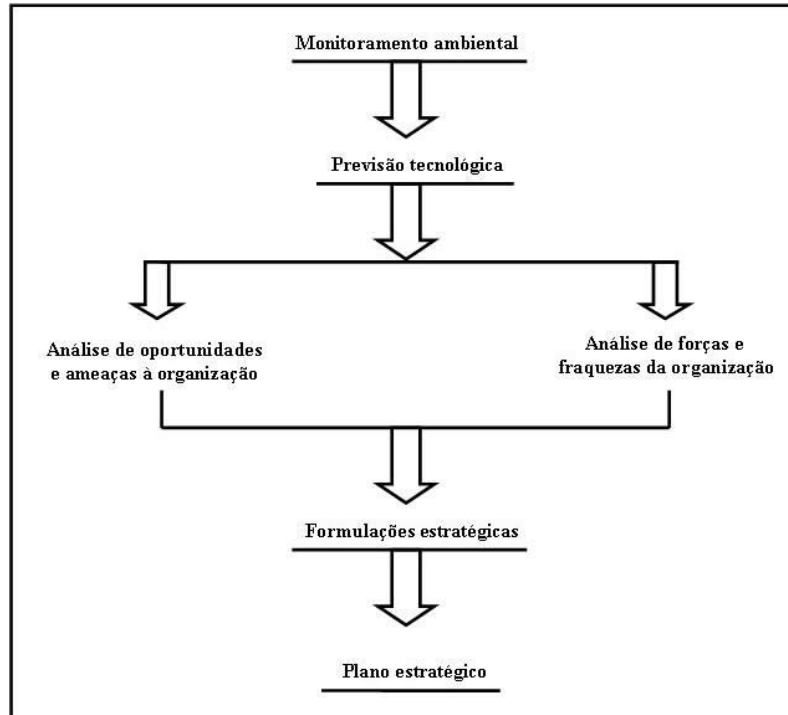 Monitoramento ambiental
Previsão tecnológica
Análise de oportunidades
e ameaças à organização
Análise de forças e
fraquezas da organização
Formulações estratégicas
Plano estratégico